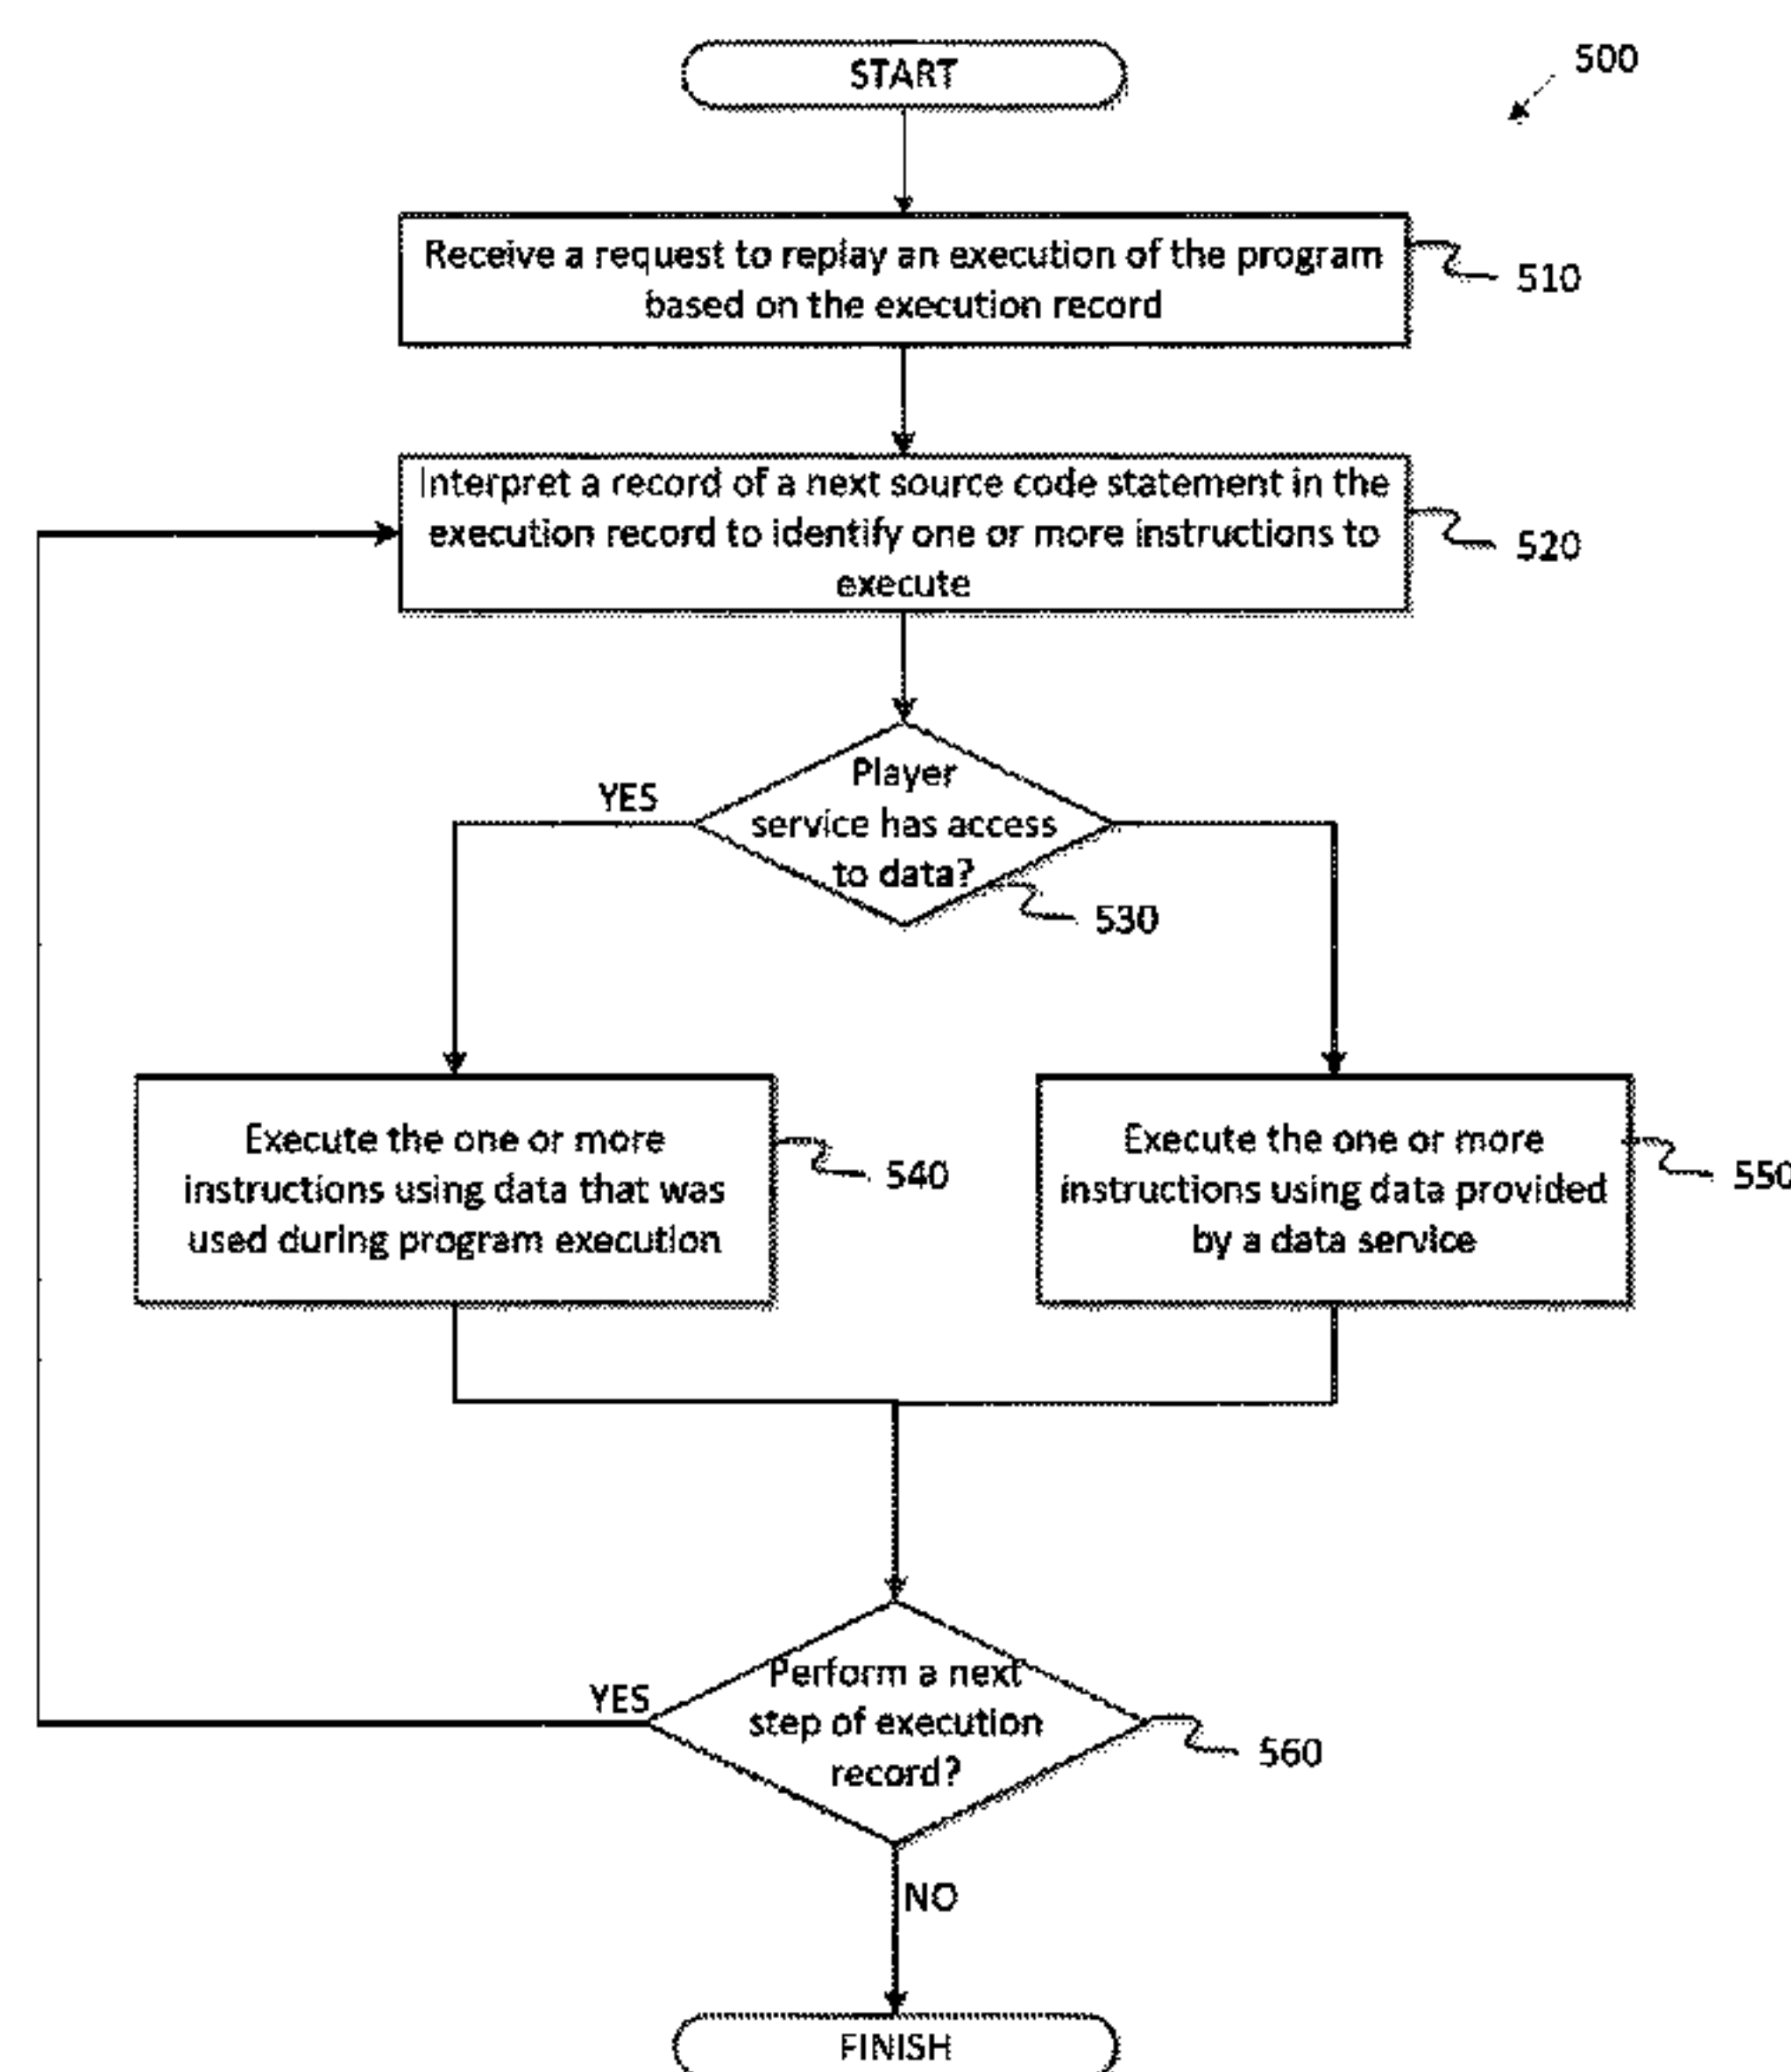 START
500
Receive a request to replay an execution of the program
based on the execution record
510
Interpret a record of a next source code statement in the
execution record to identify one or more instructions to
execute
520
Player
service has access
to data?
YES
530
Execute the one or more
instructions using data that was
used during program execution
540
Execute the one or more
instructions using data provided
by a data service
550
Perform a next
step of execution
record?
YES
560
NO
FINISH